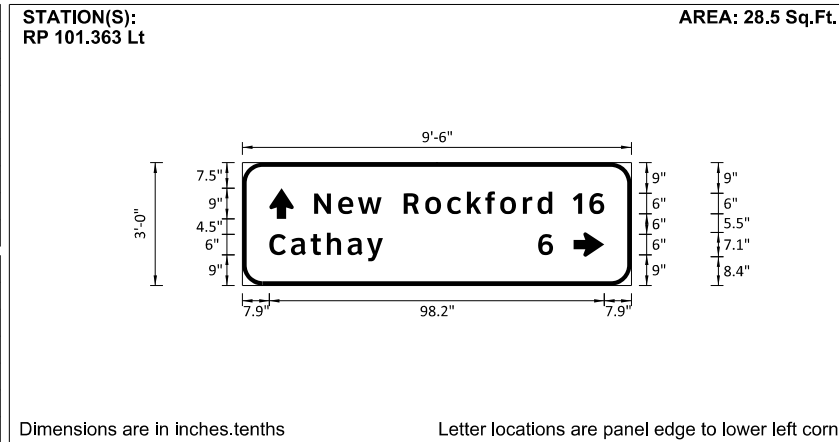 STATION(S): AREA: 28.5 Sq.Ft.
RP 101.363 Lt
9'-6"
3'-0"
7.5" 9" 4.5" 6" 9"
New Rockford 16
Cathay 6
9" 6" 6" 6" 9"
9" 6" 5.5" 7.1" 8.4"
7.9" 98.2" 7.9"
Dimensions are in inches.tenths Letter locations are panel edge to lower left corn